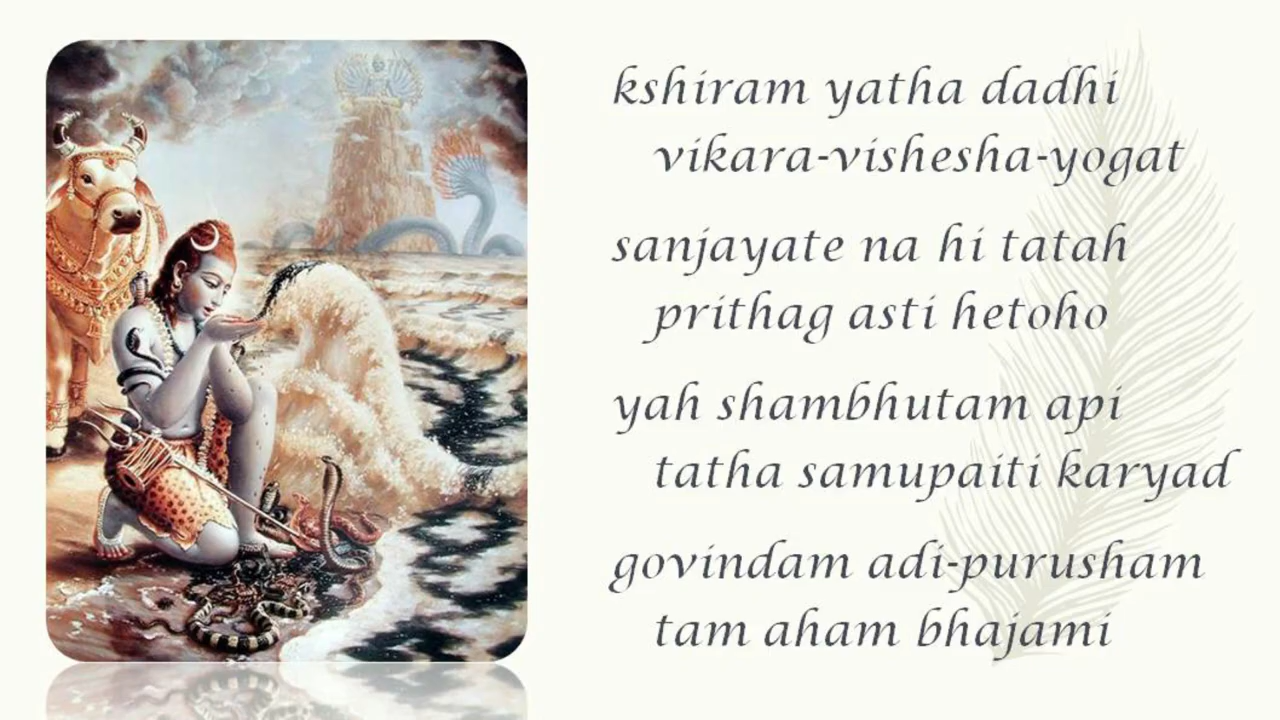 kshiram yatha dadhi
vikara-vishesha-yogat
sanjayate na hi tatah
prithag asti hetoho
yah shambhutam api
tatha samupaiti karyad
govindam adi-purusham
tam aham bhajami